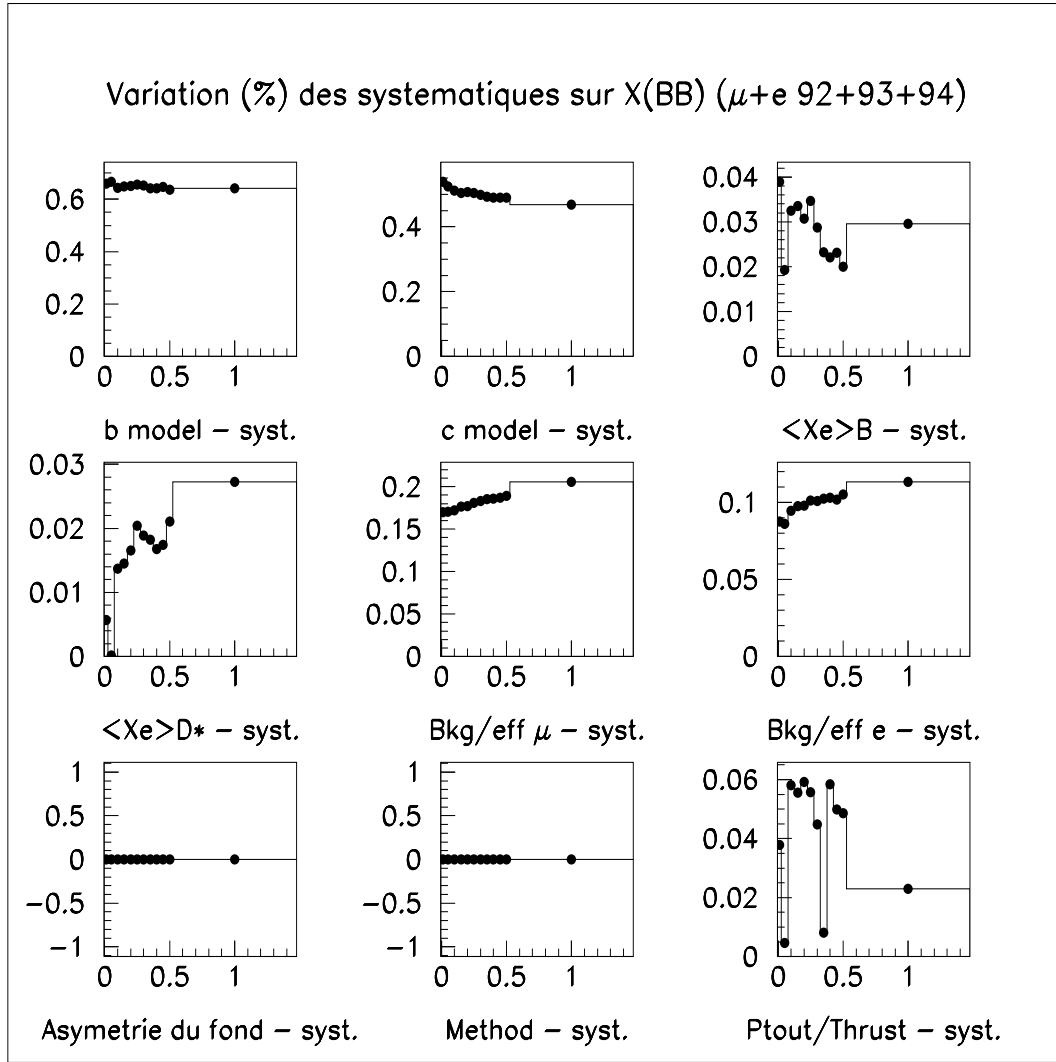 Variation (%) des systematiques sur X(BB) (μ+e 92+93+94)
0.6
0.4
0.2
0
0 0.5 1
b model – syst.
0.4
0.2
0
0 0.5 1
c model – syst.
0.04
0.03
0.02
0.01
0
0 0.5 1
<Xe>B – syst.
0.03
0.02
0.01
0
0 0.5 1
<Xe>D* – syst.
0.2
0.15
0.1
0.05
0
0 0.5 1
Bkg/eff μ – syst.
0.1
0.05
0
0 0.5 1
Bkg/eff e – syst.
1
0.5
0
−0.5
−1
0 0.5 1
Asymetrie du fond – syst.
1
0.5
0
−0.5
−1
0 0.5 1
Method – syst.
0.06
0.04
0.02
0
0 0.5 1
Ptout/Thrust – syst.